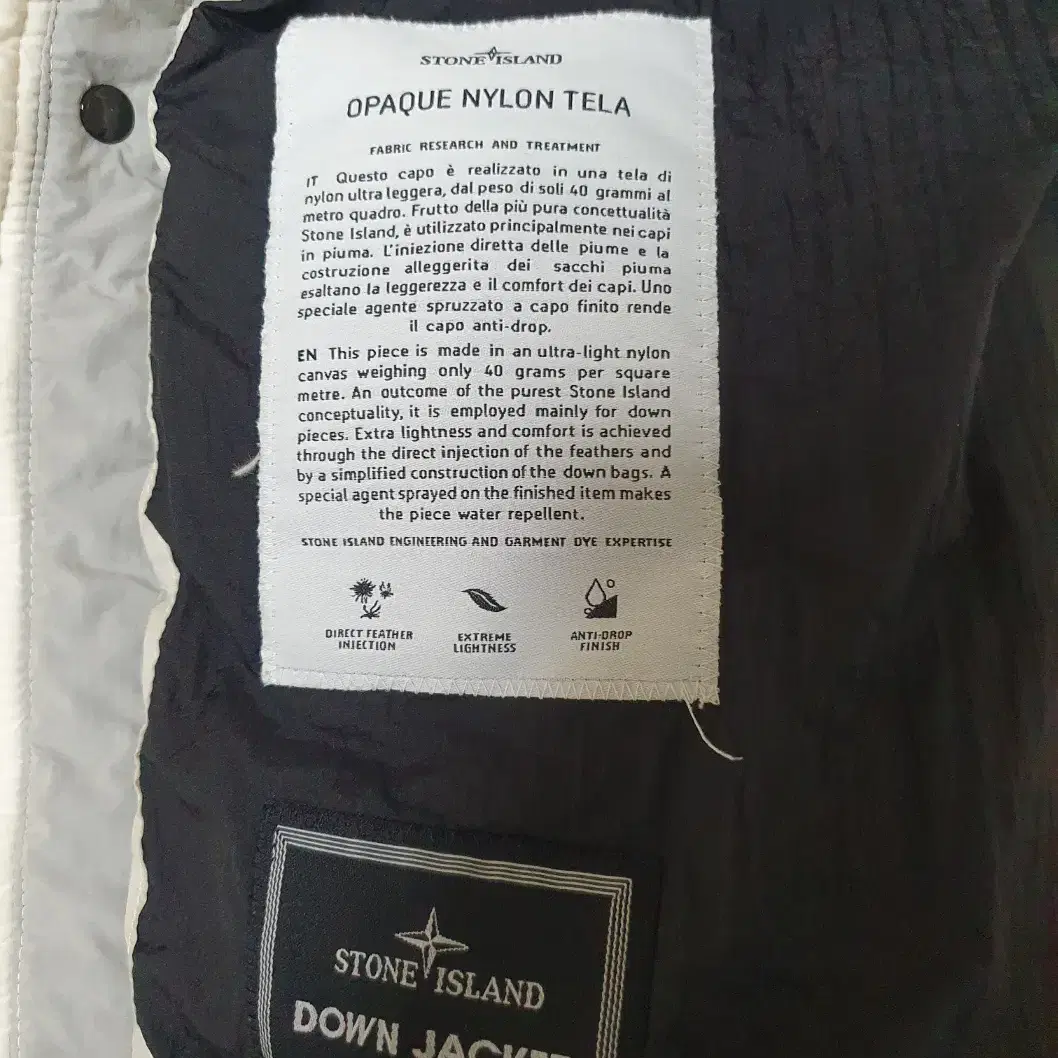 STONE ISLAND
OPAQUE NYLON TELA
FABRIC RESEARCH AND TREATMENT
IT Questo capo è realizzato in una tela di
nylon ultra leggera, dal peso di soli 40 grammi al
metro quadro. Frutto della più pura concettualità
Stone Island, è utilizzato principalmente nei capi
in piuma. L'iniezione diretta delle piume e la
costruzione alleggerita dei sacchi piuma
esaltano la leggerezza e il comfort dei capi. Uno
speciale agente spruzzato a capo finito rende
il capo anti-drop.
EN This piece is made in an ultra-light nylon
canvas weighing only 40 grams per square
metre. An outcome of the purest Stone Island
conceptuality, it is employed mainly for down
pieces. Extra lightness and comfort is achieved
through the direct injection of the feathers and
by a simplified construction of the down bags. A
special agent sprayed on the finished item makes
the piece water repellent.
STONE ISLAND ENGINEERING AND GARMENT DYE EXPERTISE
DIRECT FEATHER
INJECTION
EXTREME
LIGHTNESS
ANTI-DROP
FINISH
STONE ISLAND
DOWN